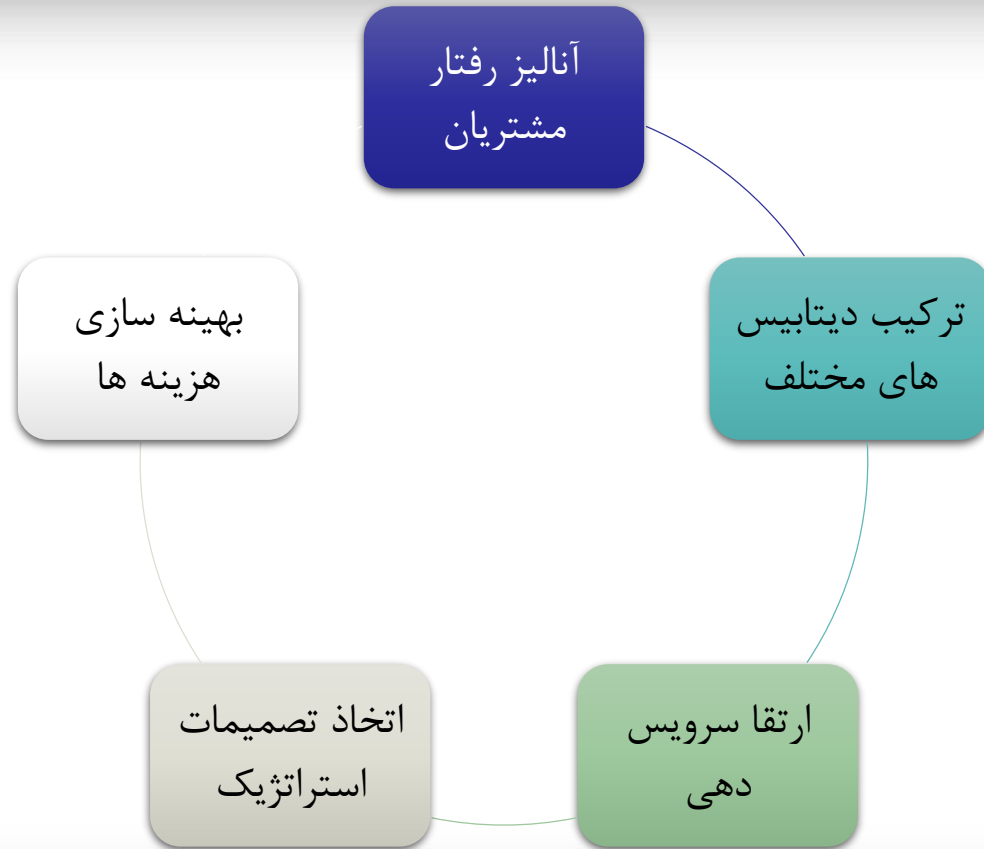 آنالیز رفتار
مشتریان
ترکیب دیتابیس
های مختلف
ارتقا سرویس
دهی
اتخاذ تصمیمات
استراتژیک
بهینه سازی
هزینه ها